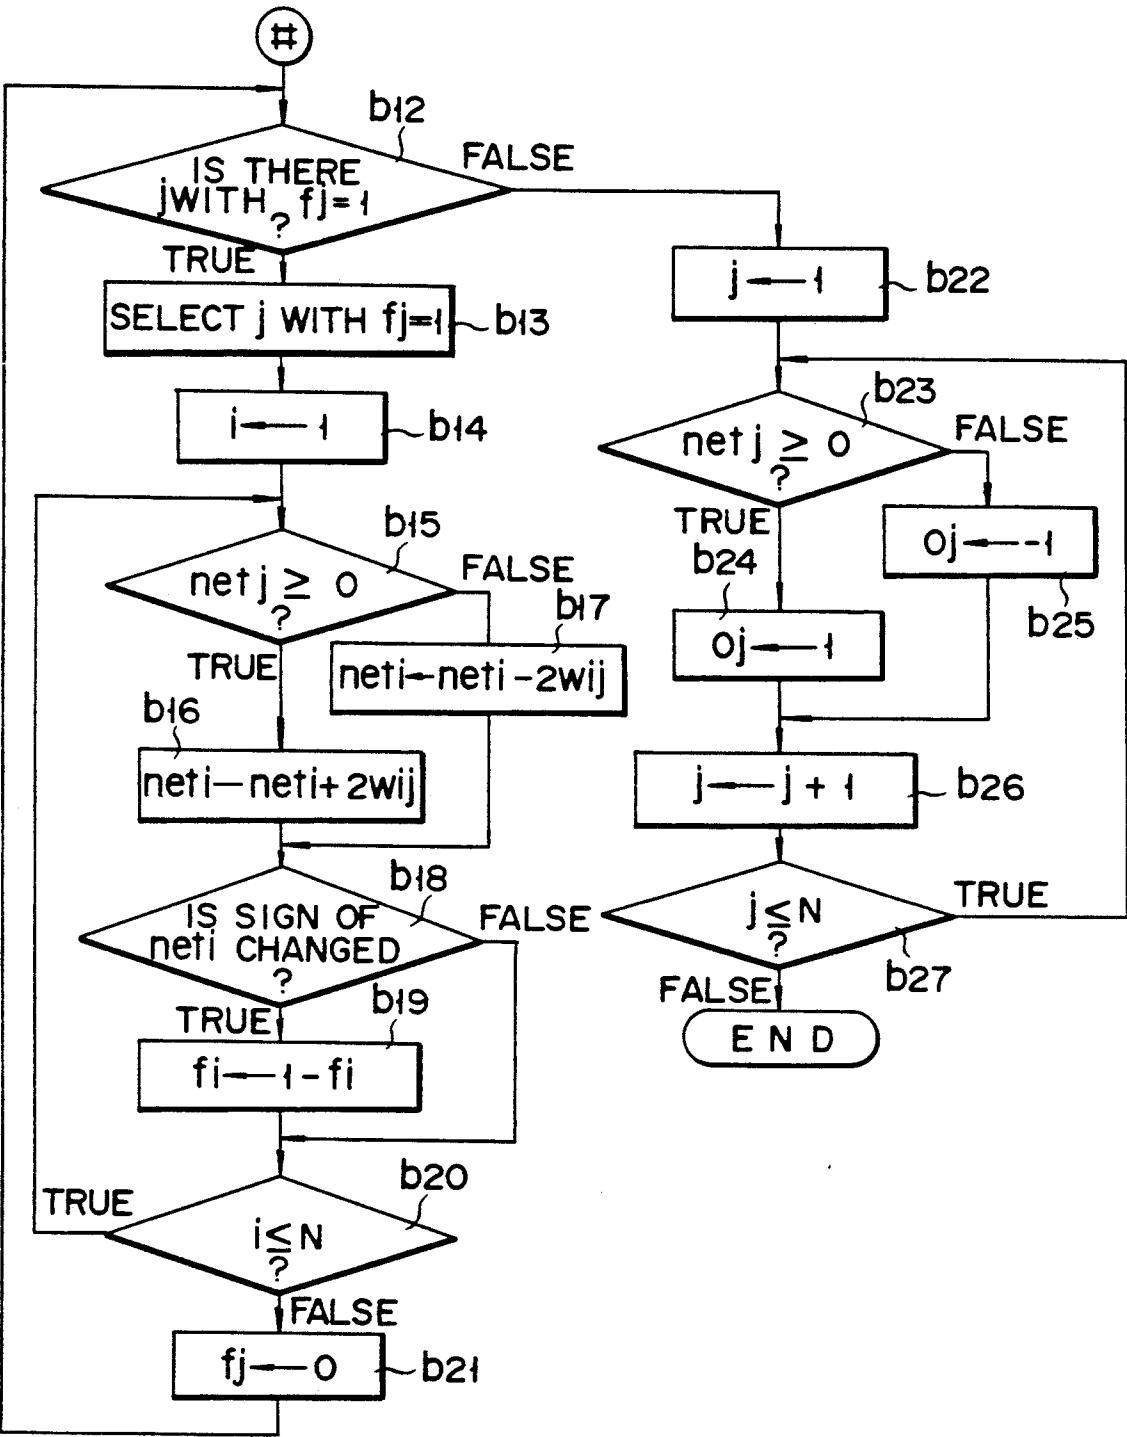 #
b12
IS THERE
jWITH fj=1
?
FALSE
TRUE
SELECT j WITH fj=1
b13
i←1
b14
b15
netj ≥ 0
?
FALSE
TRUE
b17
neti←neti-2wij
b16
neti—neti+2wij
b18
IS SIGN OF
neti CHANGED
?
FALSE
TRUE
b19
fi←1-fi
b20
TRUE
i≤N
?
FALSE
fj←0
b21
j←1
b22
b23
netj ≥ 0
?
FALSE
TRUE
b24
Oj←-1
b25
Oj←1
j←j+1
b26
j≤N
?
TRUE
b27
FALSE
END